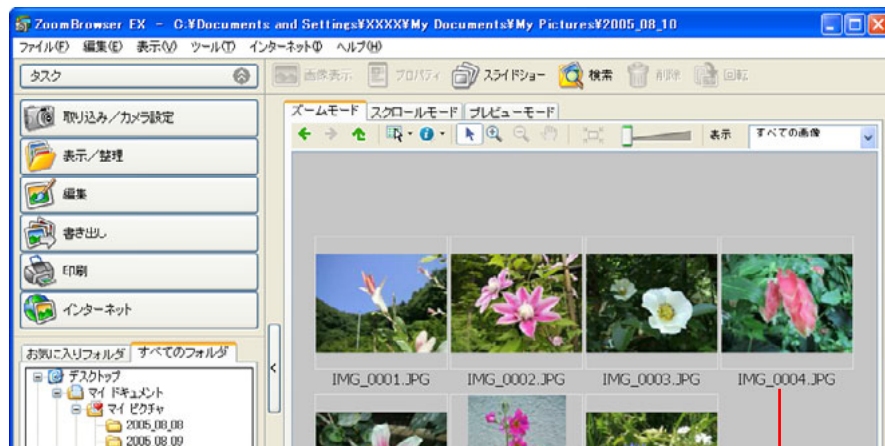 ZoomBrowser EX - C:¥Documents and Settings¥XXXX¥My Documents¥My Pictures¥2005_08_10
ファイル(F) 編集(E) 表示(V) ツール(T) インターネット(I) ヘルプ(H)
タスク
画像表示 プロパティ スライドショー 検索 削除 回転
取り込み／カメラ設定
表示／整理
編集
書き出し
印刷
インターネット
お気に入りフォルダ すべてのフォルダ
デスクトップ
マイ ドキュメント
マイ ピクチャ
2005_08_08
2005_08_09
ズームモード スクロールモード プレビューモード
表示 すべての画像
IMG_0001.JPG IMG_0002.JPG IMG_0003.JPG IMG_0004.JPG